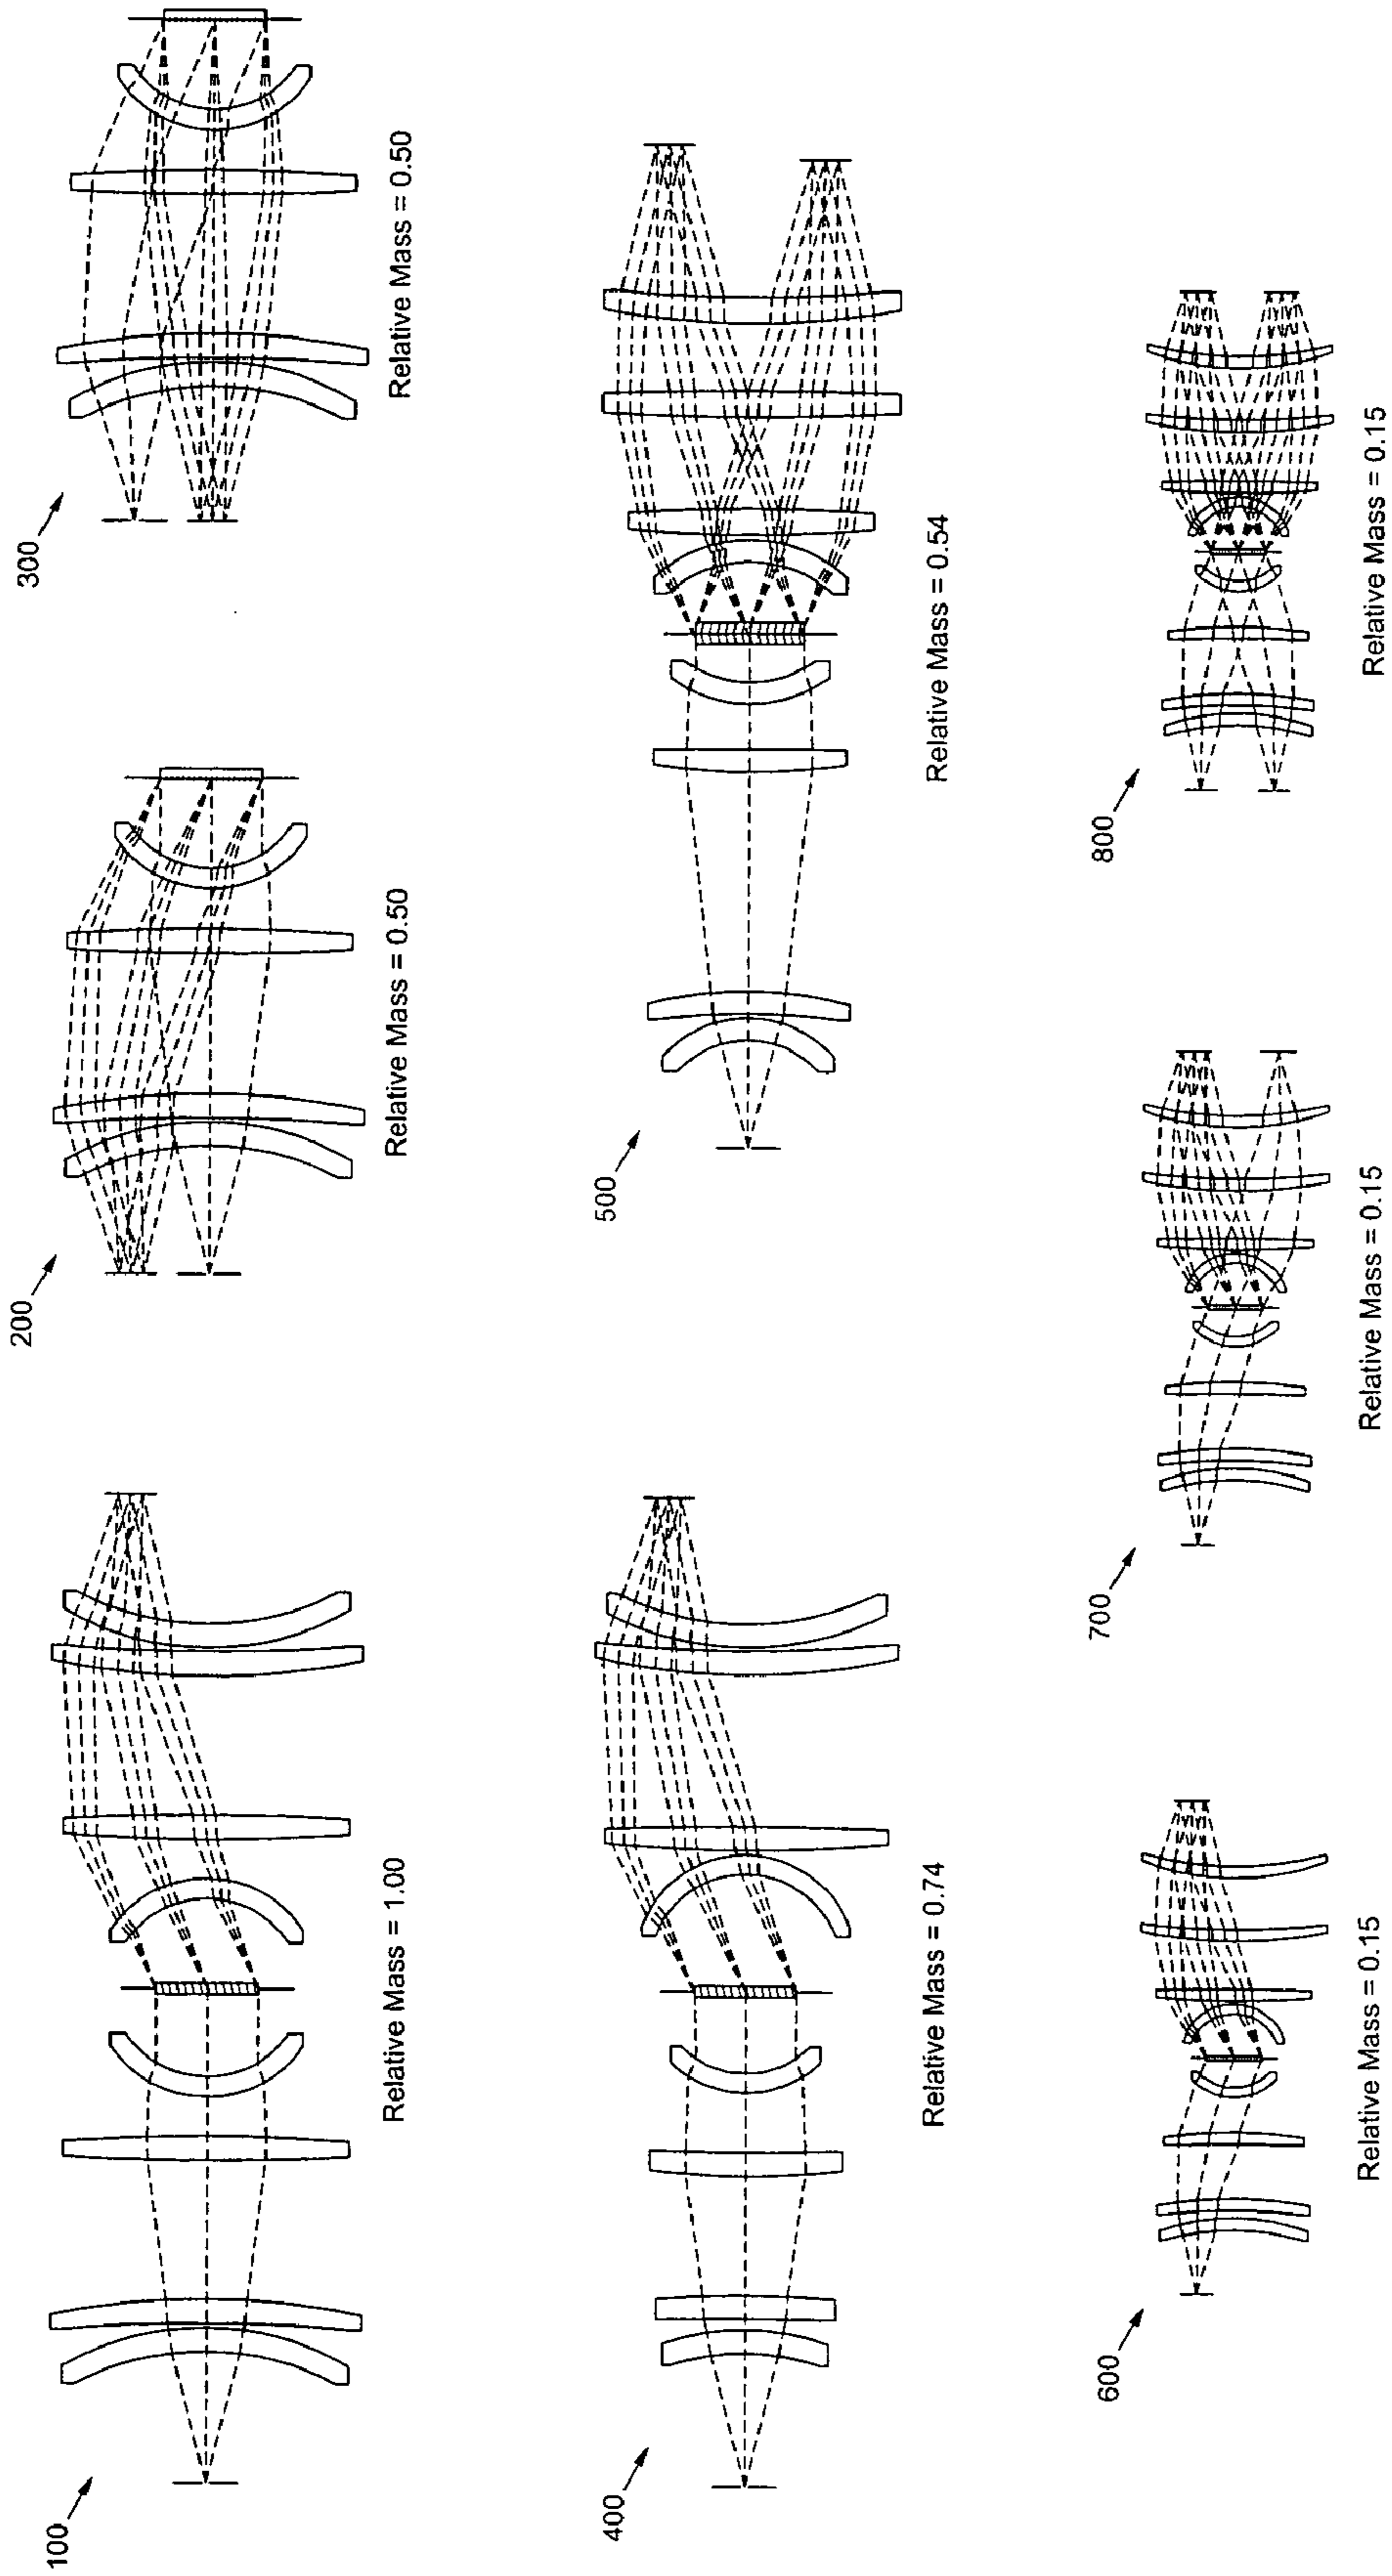 100
Relative Mass = 1.00
200
Relative Mass = 0.50
300
Relative Mass = 0.50
400
Relative Mass = 0.74
500
Relative Mass = 0.54
600
Relative Mass = 0.15
700
Relative Mass = 0.15
800
Relative Mass = 0.15